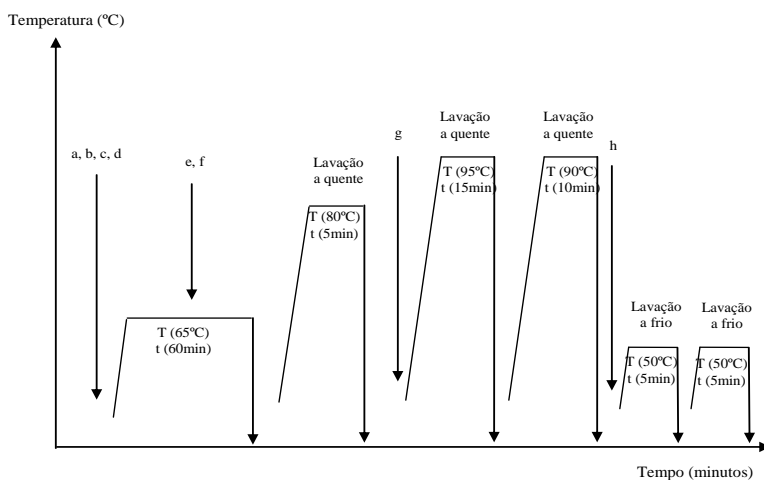 Temperatura (ºC)
a, b, c, d
e, f
Lavação
a quente
g
Lavação
a quente
Lavação
a quente
h
T (65ºC)
t (60min)
T (80ºC)
t (5min)
T (95ºC)
t (15min)
T (90ºC)
t (10min)
Lavação
a frio
Lavação
a frio
T (50ºC)
t (5min)
T (50ºC)
t (5min)
Tempo (minutos)